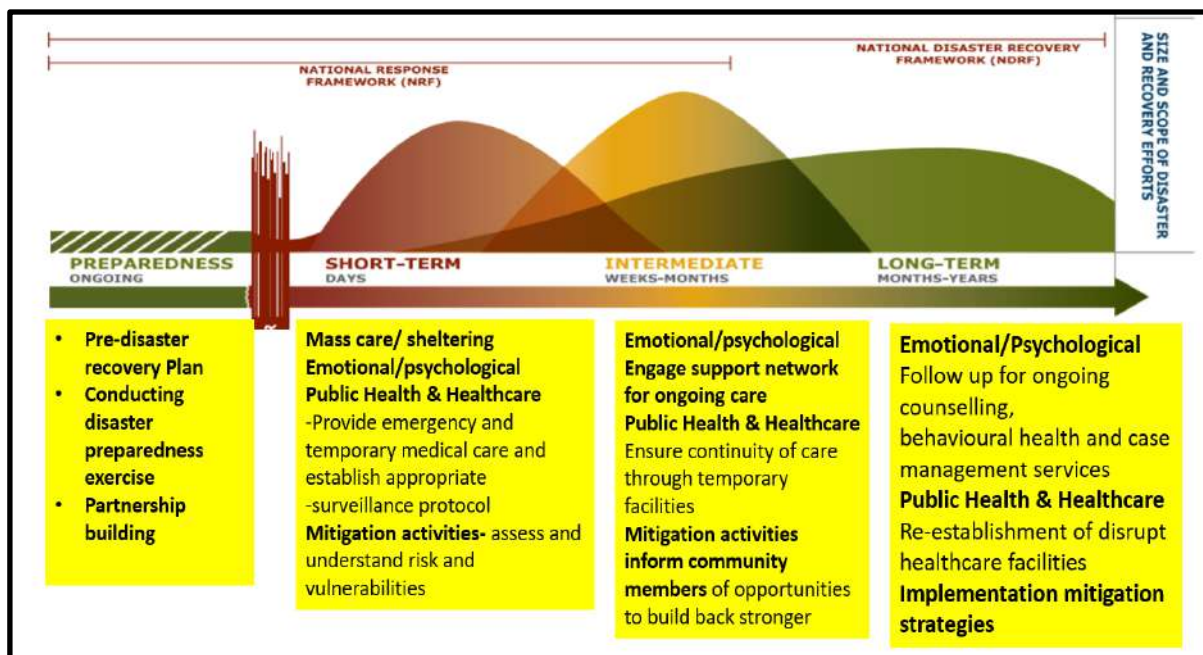 NATIONAL DISASTER RECOVERY
FRAMEWORK (NDRF)
NATIONAL RESPONSE
FRAMEWORK (NRF)
SIZE AND SCOPE OF DISASTER
AND RECOVERY EFFORTS
PREPAREDNESS
ONGOING
SHORT-TERM
DAYS
INTERMEDIATE
WEEKS-MONTHS
LONG-TERM
MONTHS-YEARS
R
• Pre-disaster
recovery Plan
• Conducting
disaster
preparedness
exercise
• Partnership
building
Mass care/ sheltering
Emotional/psychological
Public Health & Healthcare
-Provide emergency and
temporary medical care and
establish appropriate
-surveillance protocol
Mitigation activities- assess and
understand risk and
vulnerabilities
Emotional/psychological
Engage support network
for ongoing care
Public Health & Healthcare
Ensure continuity of care
through temporary
facilities
Mitigation activities
inform community
members of opportunities
to build back stronger
Emotional/Psychological
Follow up for ongoing
counselling,
behavioural health and case
management services
Public Health & Healthcare
Re-establishment of disrupt
healthcare facilities
Implementation mitigation
strategies